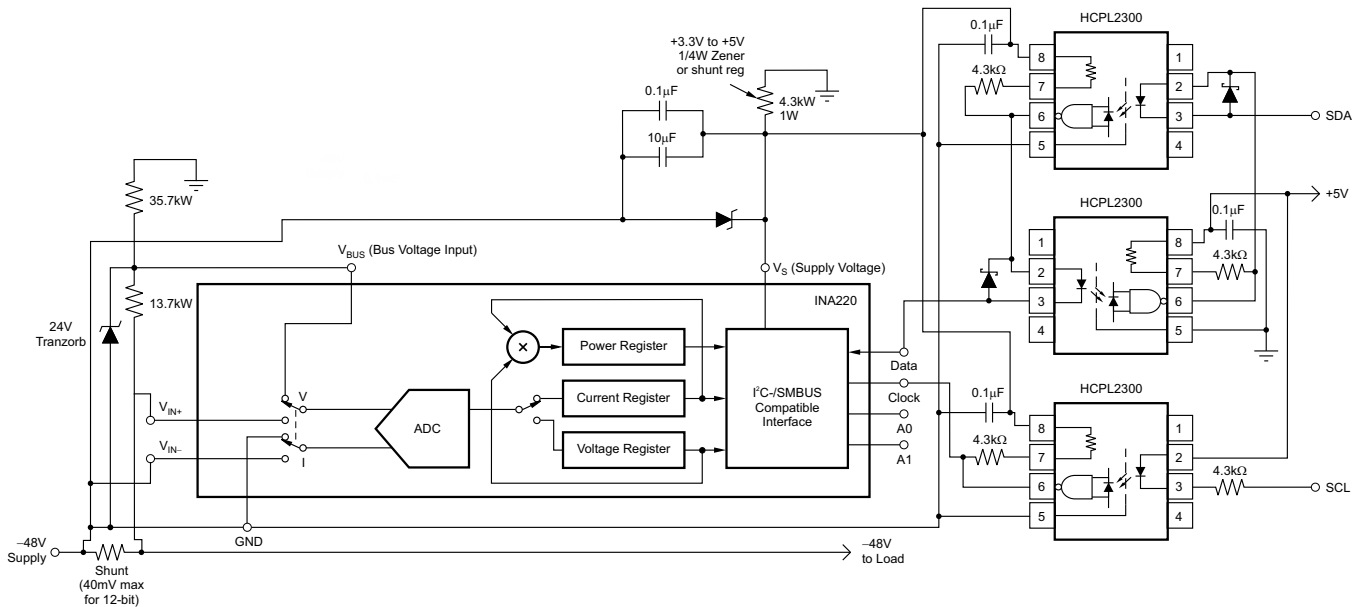 HCPL2300
0.1μF
8
4.3kΩ
7
6
5
1
2
3
4
SDA
+3.3V to +5V
1/4W Zener
or shunt reg
4.3kW
1W
0.1μF
10μF
35.7kW
+5V
HCPL2300
0.1μF
1
2
3
4
8
7
6
5
4.3kΩ
V_BUS (Bus Voltage Input)
V_S (Supply Voltage)
13.7kW
24V
Tranzorb
INA220
×
Power Register
Current Register
Voltage Register
I²C-/SMBUS
Compatible
Interface
ADC
V
I
V_IN+
V_IN−
Data
Clock
A0
A1
HCPL2300
0.1μF
8
4.3kΩ
7
6
5
1
2
3
4
4.3kΩ
SCL
GND
−48V
Supply
Shunt
(40mV max
for 12-bit)
−48V
to Load